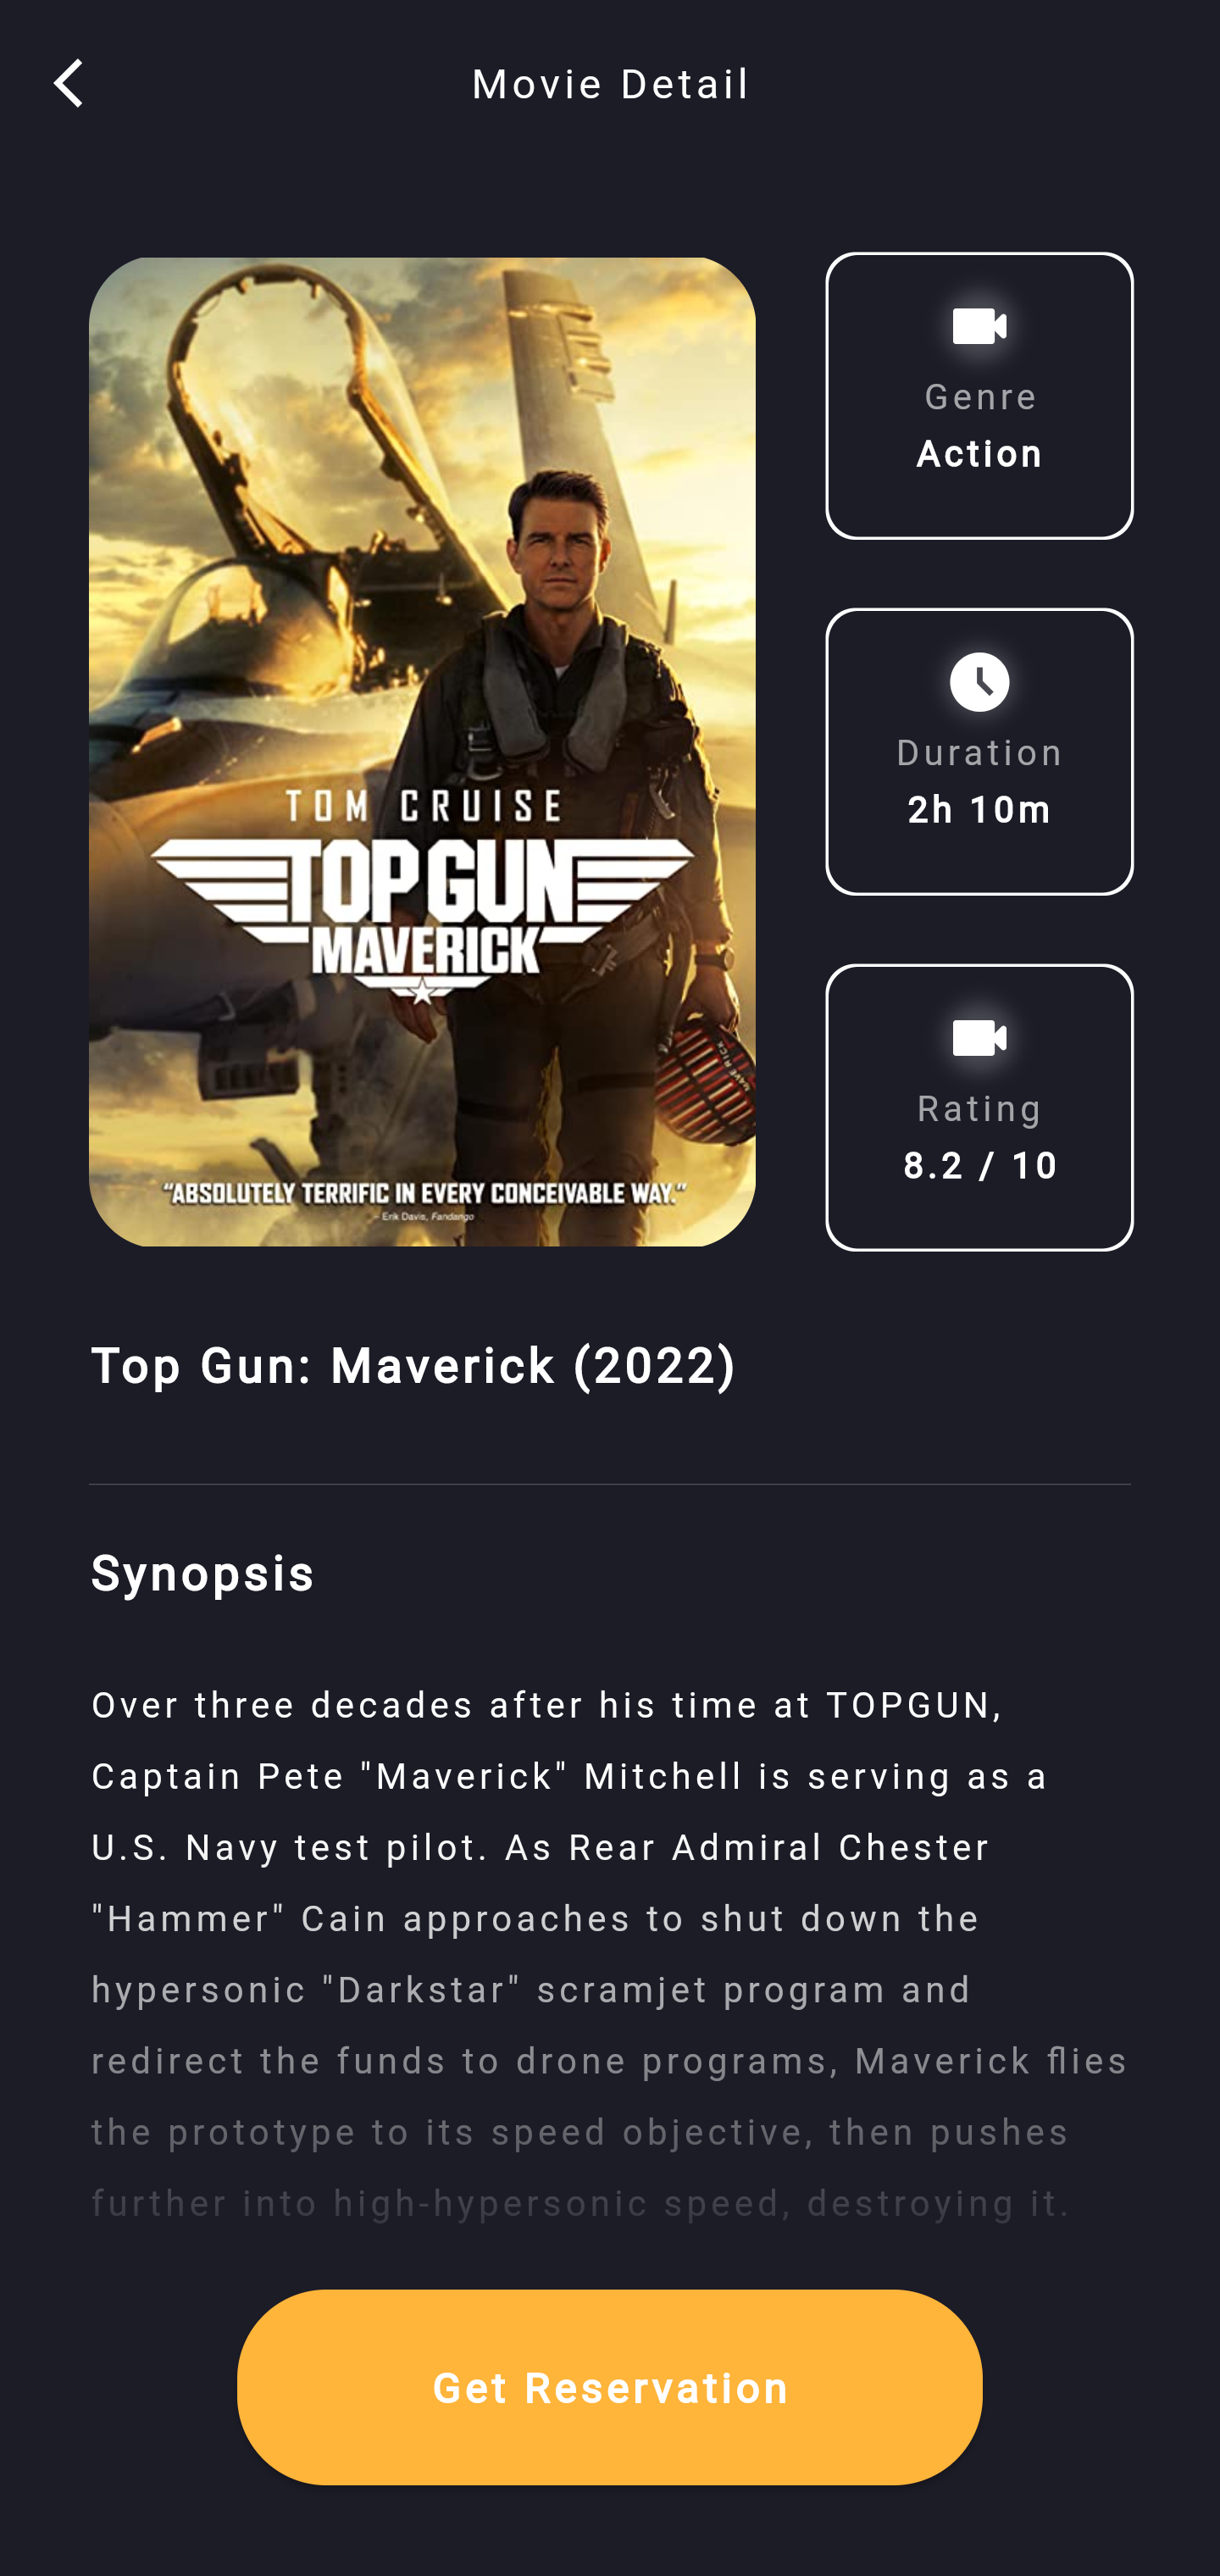 Movie Detail
TOM CRUISE
TOP GUN
MAVERICK
MAVERICK
“ABSOLUTELY TERRIFIC IN EVERY CONCEIVABLE WAY.”
– Erik Davis, Fandango
Genre
Action
Duration
2h 10m
Rating
8.2 / 10
Top Gun: Maverick (2022)
Synopsis
Over three decades after his time at TOPGUN,
Captain Pete "Maverick" Mitchell is serving as a
U.S. Navy test pilot. As Rear Admiral Chester
"Hammer" Cain approaches to shut down the
hypersonic "Darkstar" scramjet program and
redirect the funds to drone programs, Maverick flies
the prototype to its speed objective, then pushes
further into high-hypersonic speed, destroying it.
Get Reservation